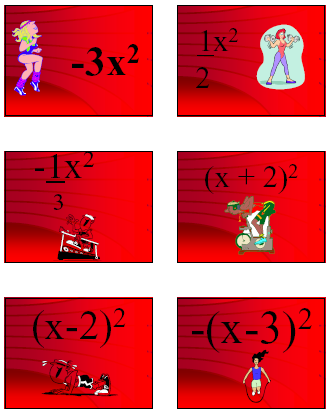 -3x²
1x²
2
-1x²
3
(x + 2)²
(x-2)²
-(x-3)²